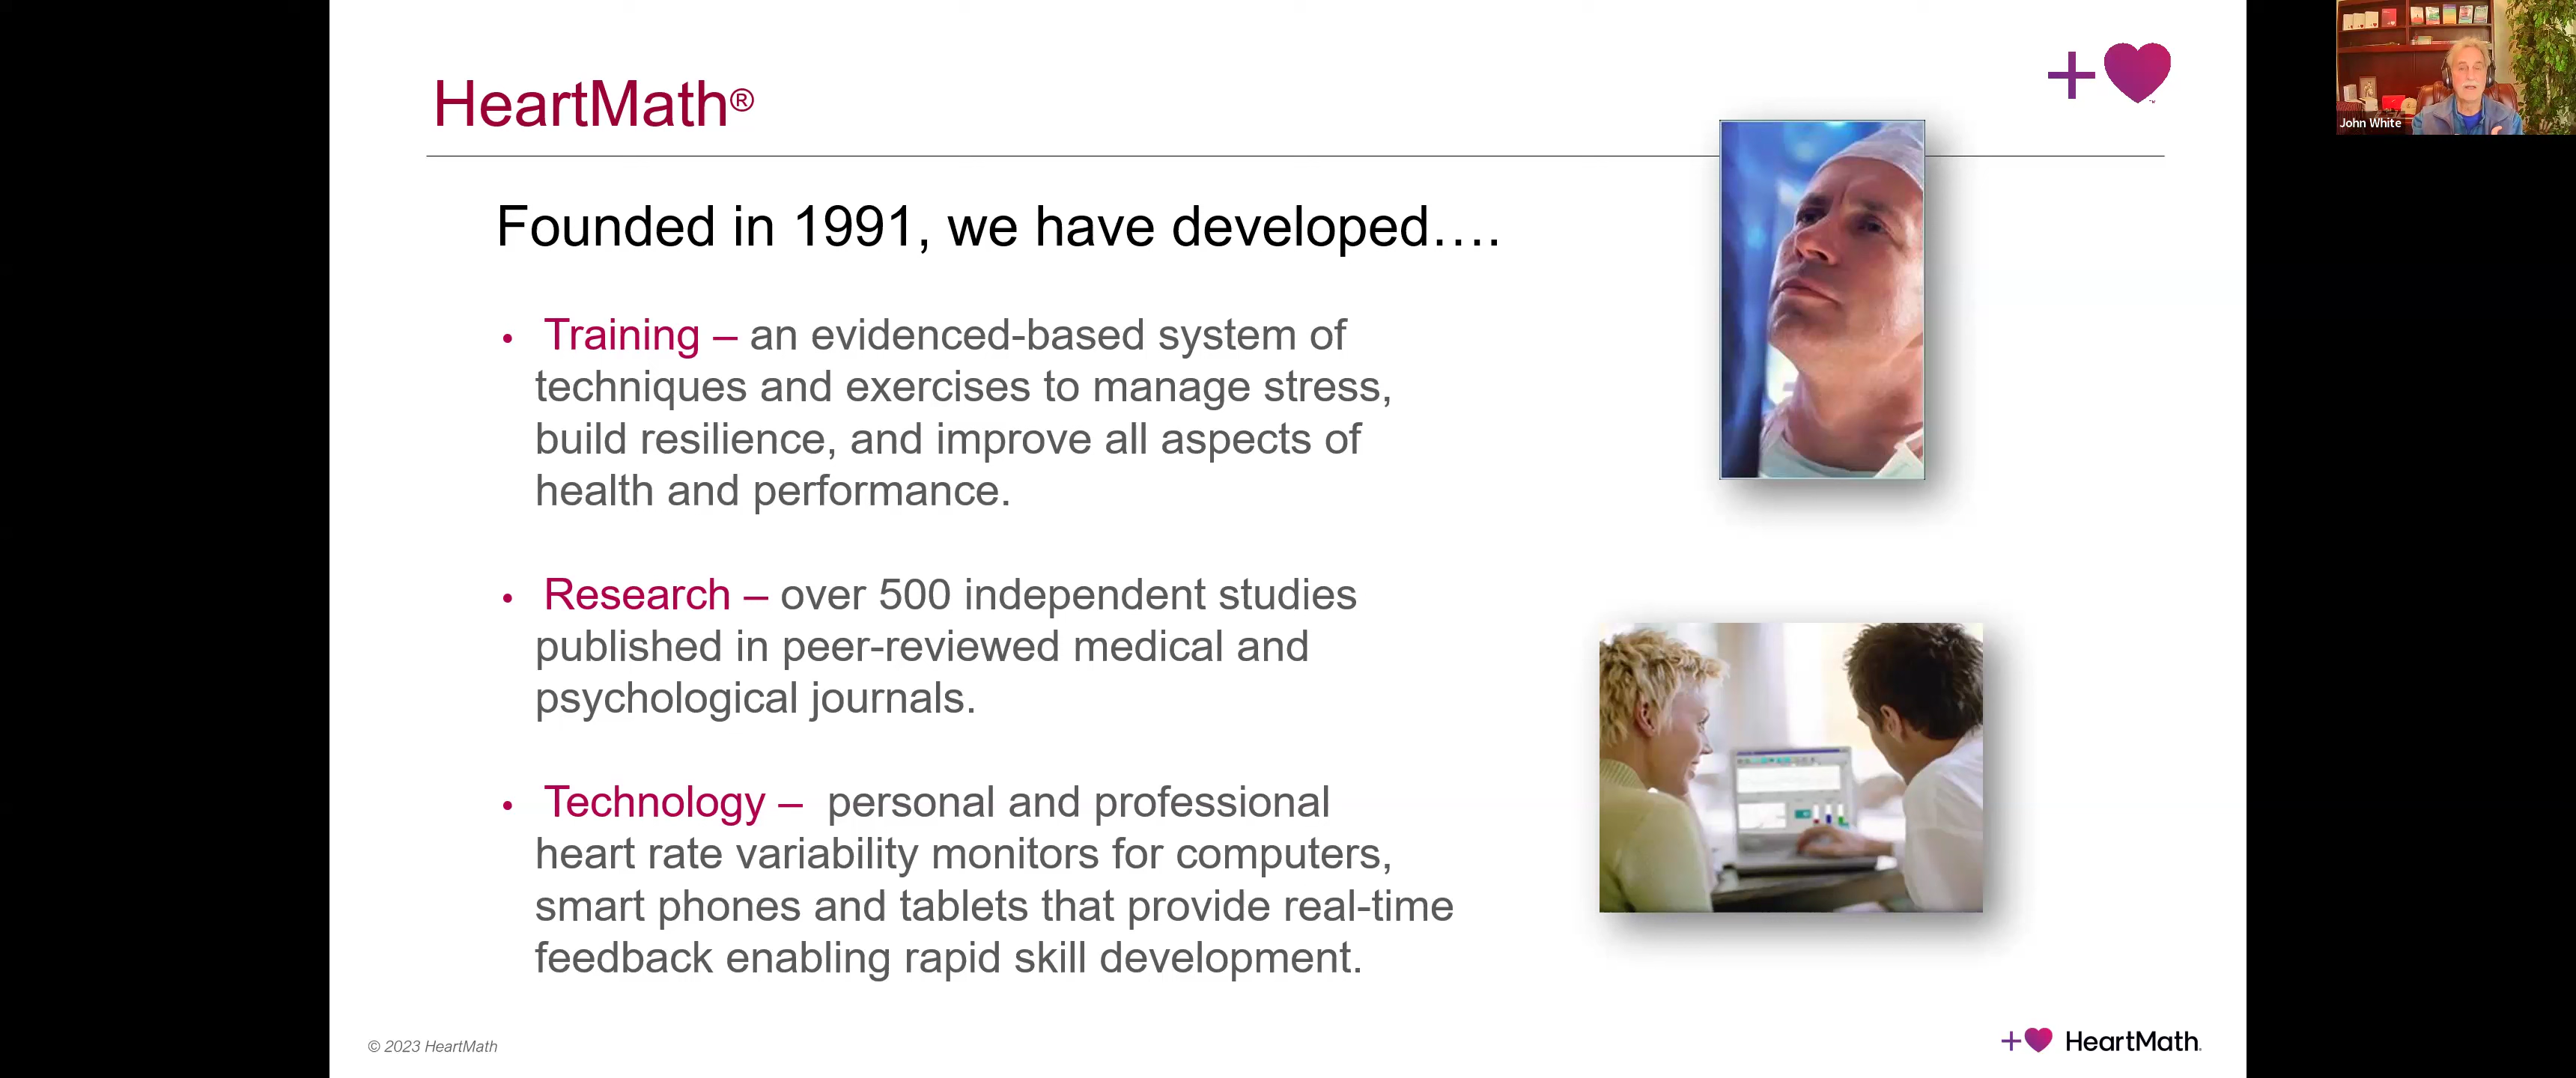 HeartMath®
John White
Founded in 1991, we have developed….
• Training – an evidenced-based system of
techniques and exercises to manage stress,
build resilience, and improve all aspects of
health and performance.
• Research – over 500 independent studies
published in peer-reviewed medical and
psychological journals.
• Technology – personal and professional
heart rate variability monitors for computers,
smart phones and tablets that provide real-time
feedback enabling rapid skill development.
© 2023 HeartMath
HeartMath.